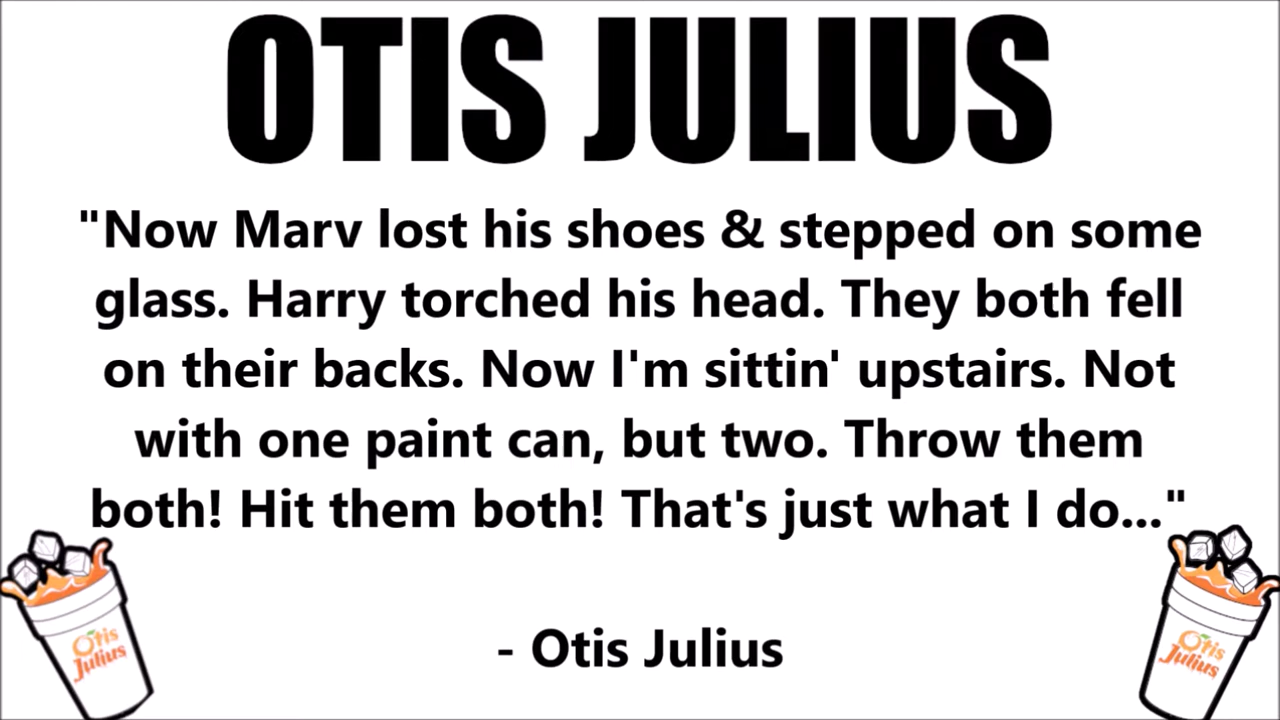 OTIS JULIUS
"Now Marv lost his shoes & stepped on some
glass. Harry torched his head. They both fell
on their backs. Now I'm sittin' upstairs. Not
with one paint can, but two. Throw them
both! Hit them both! That's just what I do..."
- Otis Julius
Otis
Julius
Otis
Julius